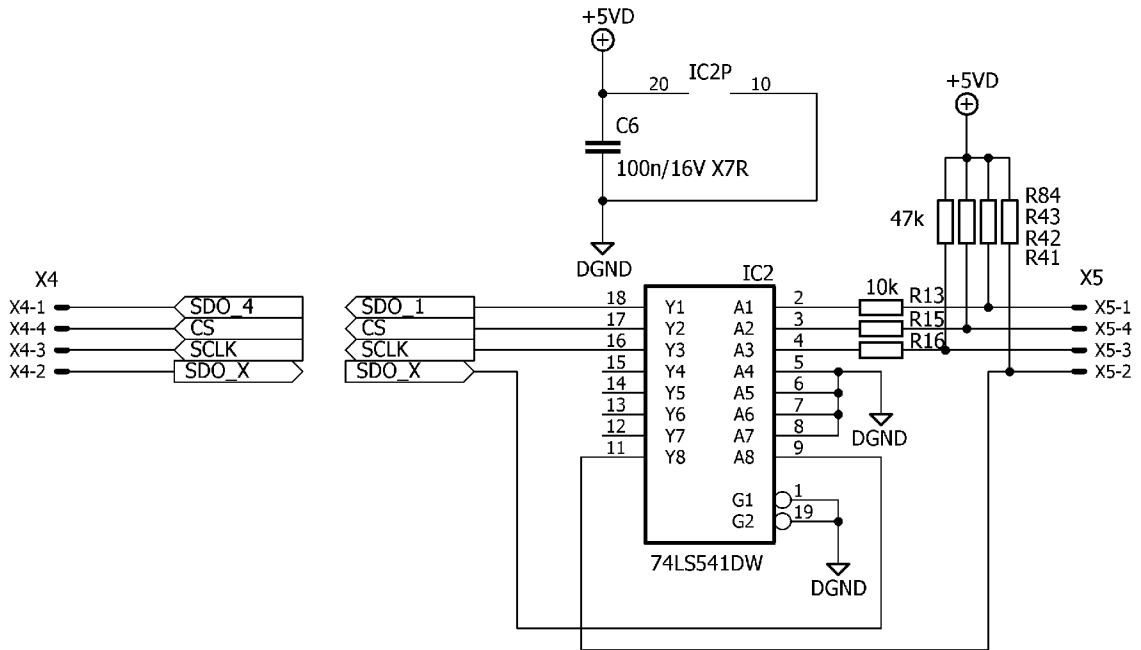 +5VD
IC2P
20 10
+5VD
C6
100n/16V X7R
47k
R84
R43
R42
R41
DGND
X4
IC2
X5
X4-1 SDO_4 SDO_1 18 Y1 A1 2 10k R13 X5-1
X4-4 CS CS 17 Y2 A2 3 R15 X5-4
X4-3 SCLK SCLK 16 Y3 A3 4 R16 X5-3
X4-2 SDO_X SDO_X 15 Y4 A4 5 X5-2
14 Y5 A5 6
13 Y6 A6 7
DGND
12 Y7 A7 8
11 Y8 A8 9
G1 1
G2 19
74LS541DW
DGND